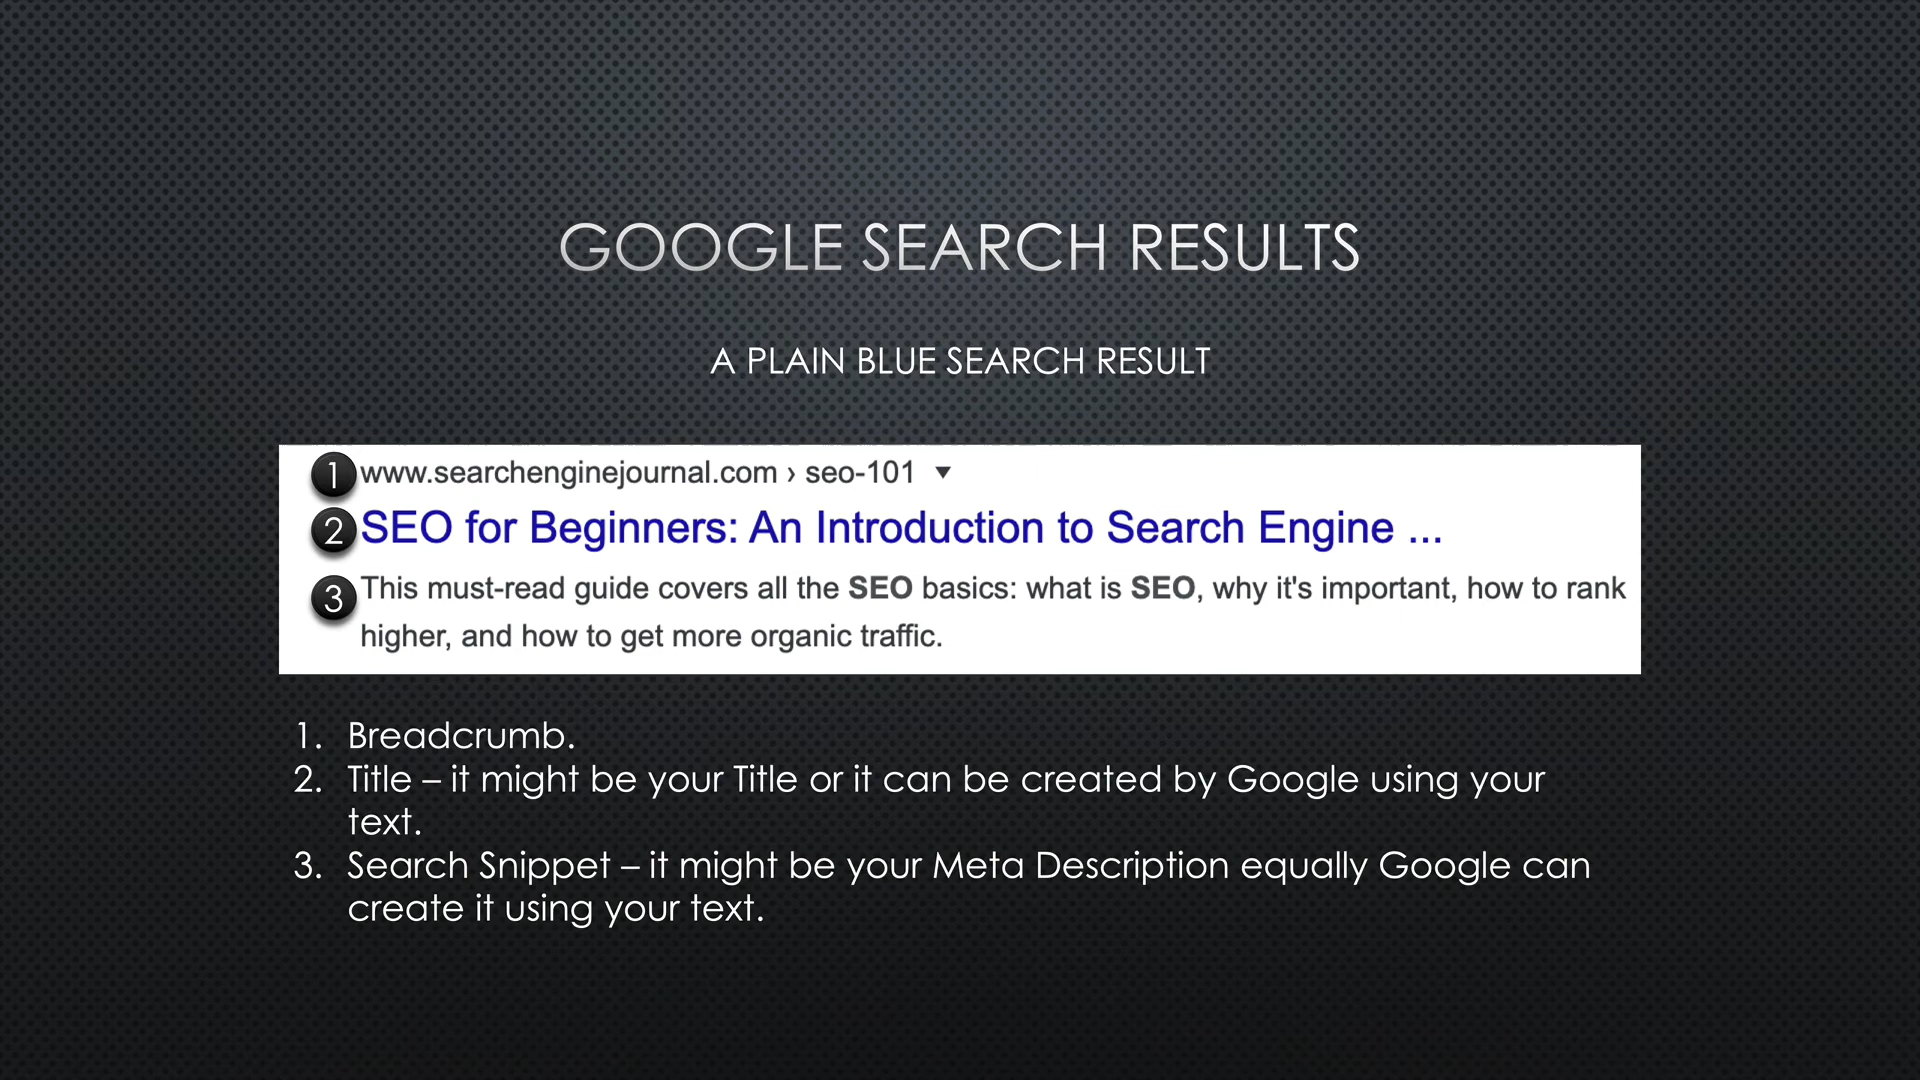 GOOGLE SEARCH RESULTS
A PLAIN BLUE SEARCH RESULT
1 www.searchenginejournal.com › seo-101 ▼
2 SEO for Beginners: An Introduction to Search Engine ...
3 This must-read guide covers all the SEO basics: what is SEO, why it's important, how to rank
higher, and how to get more organic traffic.
1. Breadcrumb.
2. Title – it might be your Title or it can be created by Google using your
text.
3. Search Snippet – it might be your Meta Description equally Google can
create it using your text.